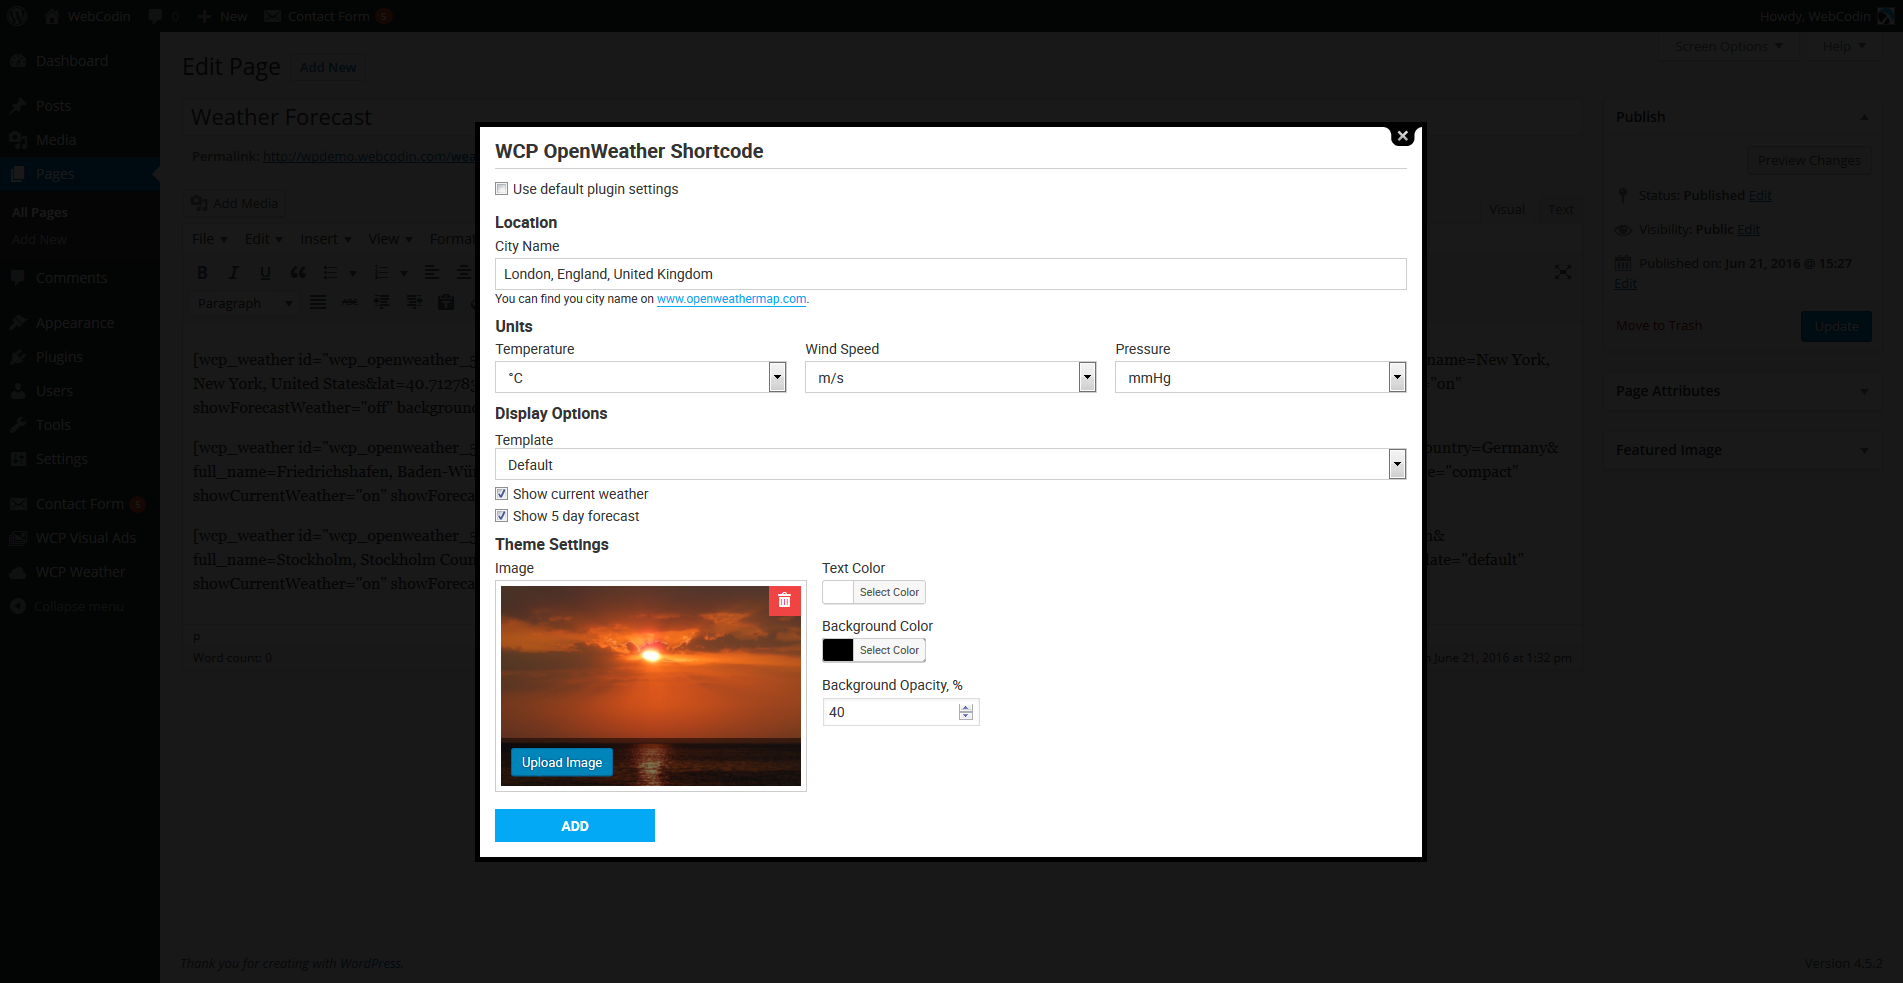 WebCodin 0 New Contact Form 5 Howdy, WebCodin
Dashboard
Posts
Media
Pages
All Pages
Add New
Comments
Appearance
Plugins
Users
Tools
Settings
Contact Form 5
WCP Visual Ads
WCP Weather
Collapse menu
Screen Options Help
Edit Page Add New
Weather Forecast
Permalink: http://wpdemo.webcodin.com/wea
Add Media
Visual Text
File Edit Insert View Format
B I U ABC
Paragraph
[wcp_weather id="wcp_openweather_5 name=New York,
New York, United States&lat=40.712783 "on"
showForecastWeather="off" background
[wcp_weather id="wcp_openweather_5 ountry=Germany&
full_name=Friedrichshafen, Baden-Wür e="compact"
showCurrentWeather="on" showForeca
[wcp_weather id="wcp_openweather_5 n&
full_name=Stockholm, Stockholm Coun late="default"
showCurrentWeather="on" showForeca
p
Word count: 0 n June 21, 2016 at 1:32 pm
WCP OpenWeather Shortcode
Use default plugin settings
Location
City Name
London, England, United Kingdom
You can find you city name on www.openweathermap.com.
Units
Temperature Wind Speed Pressure
°C m/s mmHg
Display Options
Template
Default
Show current weather
Show 5 day forecast
Theme Settings
Image
Upload Image
Text Color
Select Color
Background Color
Select Color
Background Opacity, %
40
ADD
Publish
Preview Changes
Status: Published Edit
Visibility: Public Edit
Published on: Jun 21, 2016 @ 15:27
Edit
Move to Trash Update
Page Attributes
Featured Image
Thank you for creating with WordPress. Version 4.5.2